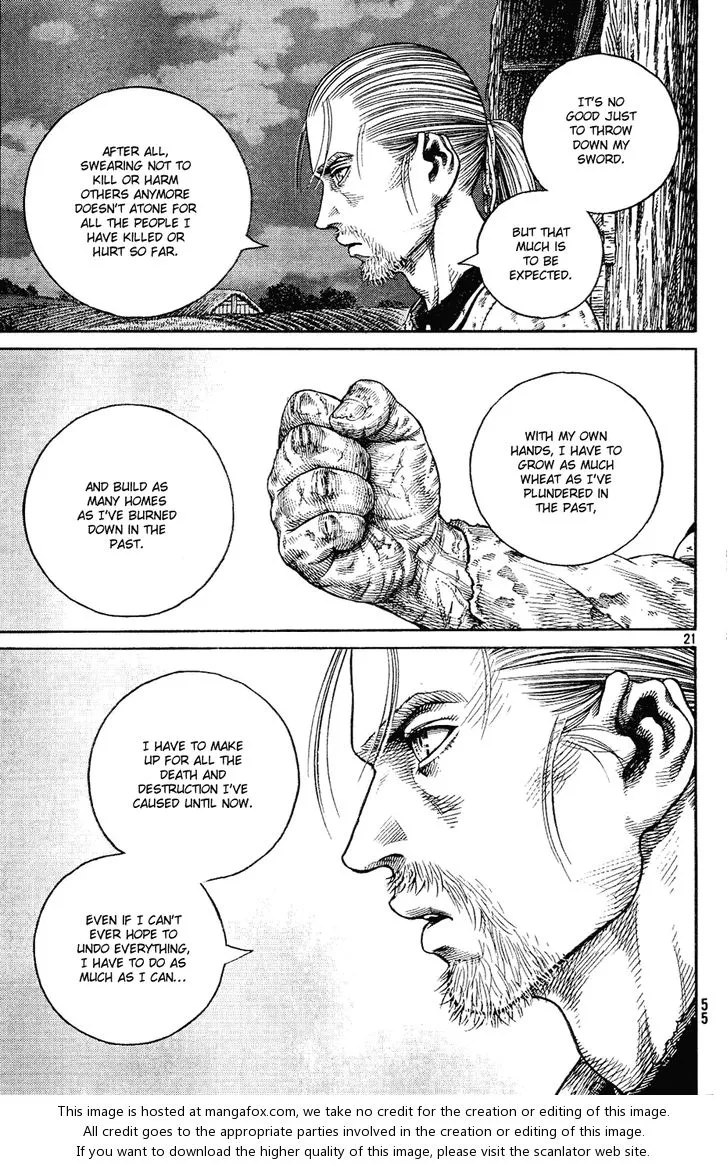 IT'S NO
GOOD JUST
TO THROW
DOWN MY
SWORD.
BUT THAT
MUCH IS
TO BE
EXPECTED.
AFTER ALL,
SWEARING NOT TO
KILL OR HARM
OTHERS ANYMORE
DOESN'T ATONE FOR
ALL THE PEOPLE I
HAVE KILLED OR
HURT SO FAR.
WITH MY OWN
HANDS, I HAVE TO
GROW AS MUCH
WHEAT AS I'VE
PLUNDERED IN
THE PAST,
AND BUILD AS
MANY HOMES
AS I'VE BURNED
DOWN IN THE
PAST.
21
I HAVE TO MAKE
UP FOR ALL THE
DEATH AND
DESTRUCTION I'VE
CAUSED UNTIL NOW.
EVEN IF I CAN'T
EVER HOPE TO
UNDO EVERYTHING,
I HAVE TO DO AS
MUCH AS I CAN...
55
This image is hosted at mangafox.com, we take no credit for the creation or editing of this image.
All credit goes to the appropriate parties involved in the creation or editing of this image.
If you want to download the higher quality of this image, please visit the scanlator web site.